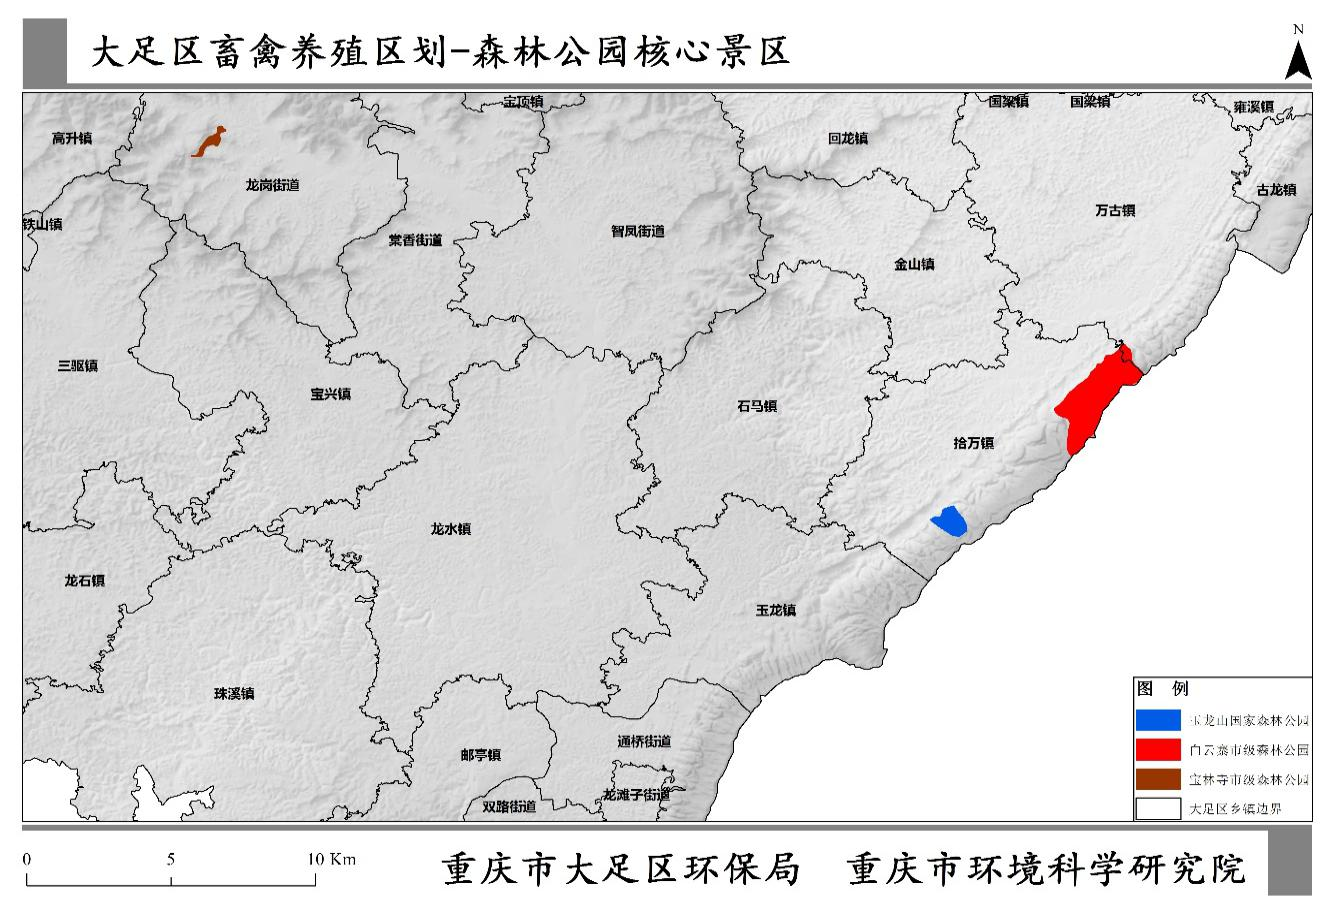 大足区畜禽养殖区划-森林公园核心景区
N
宝顶镇
国梁镇
国梁镇
雍溪镇
高升镇
回龙镇
龙岗街道
古龙镇
万古镇
铁山镇
棠香街道
智凤街道
金山镇
三驱镇
宝兴镇
石马镇
拾万镇
龙水镇
龙石镇
玉龙镇
珠溪镇
通桥街道
邮亭镇
双路街道
龙滩子街道
图 例
玉龙山国家森林公园
白云寨市级森林公园
宝林寺市级森林公园
大足区乡镇边界
0 5 10 Km
重庆市大足区环保局 重庆市环境科学研究院